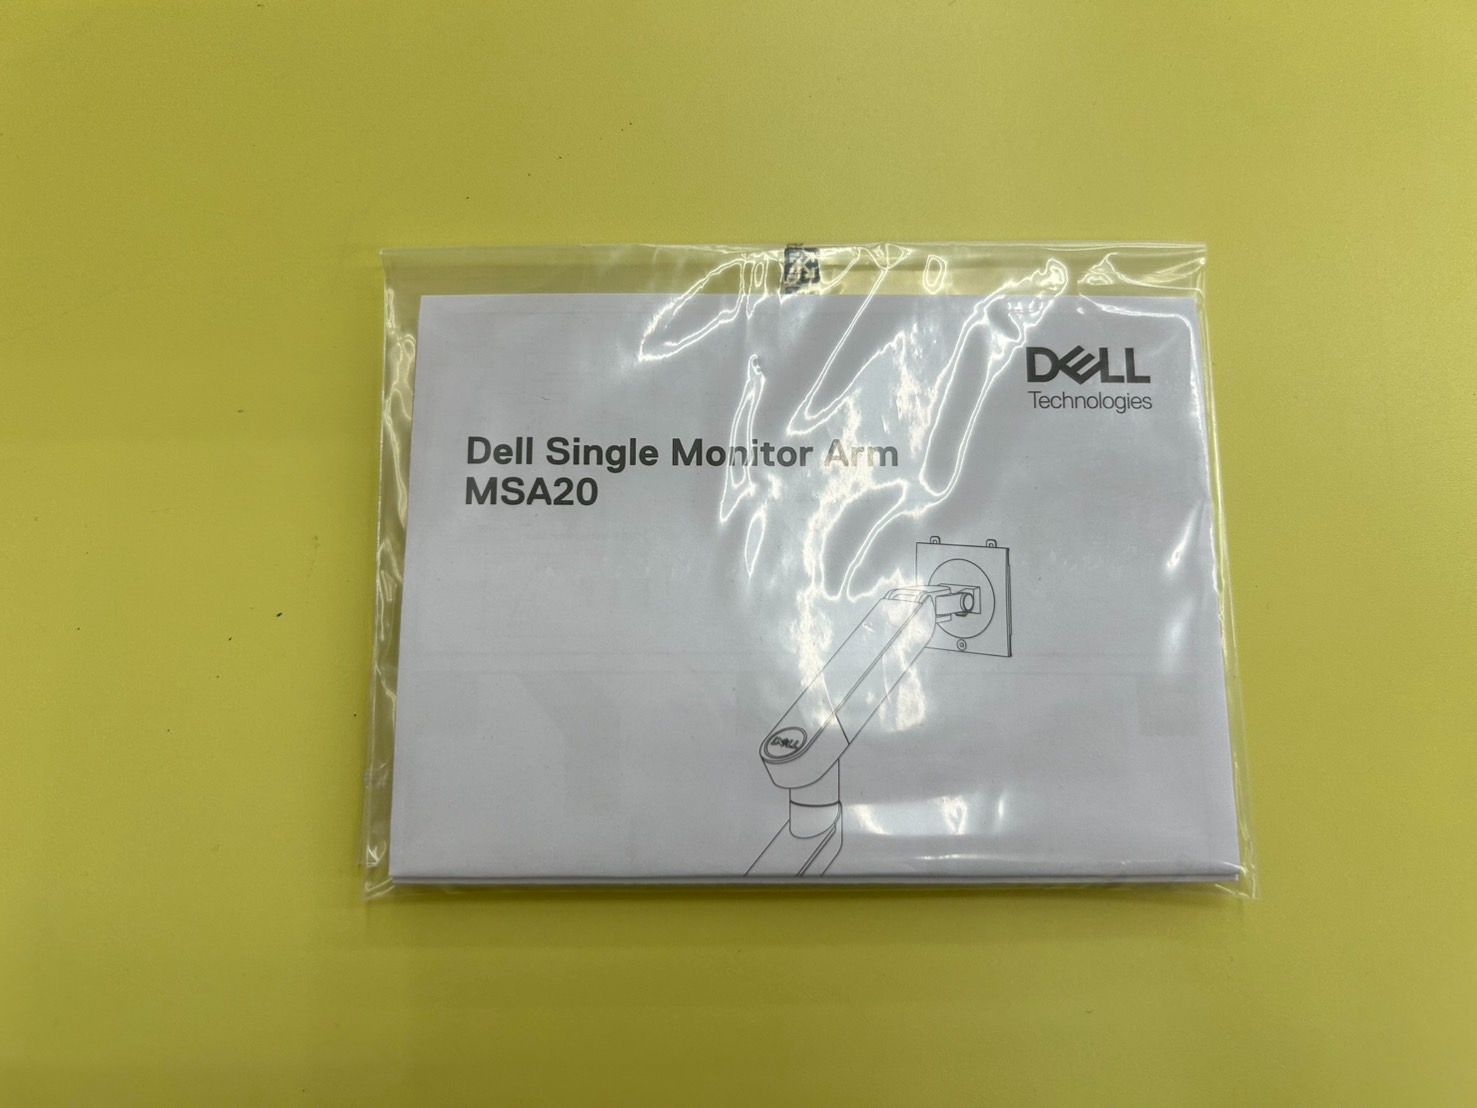 DELL
Technologies
Dell Single Monitor Arm
MSA20
DELL